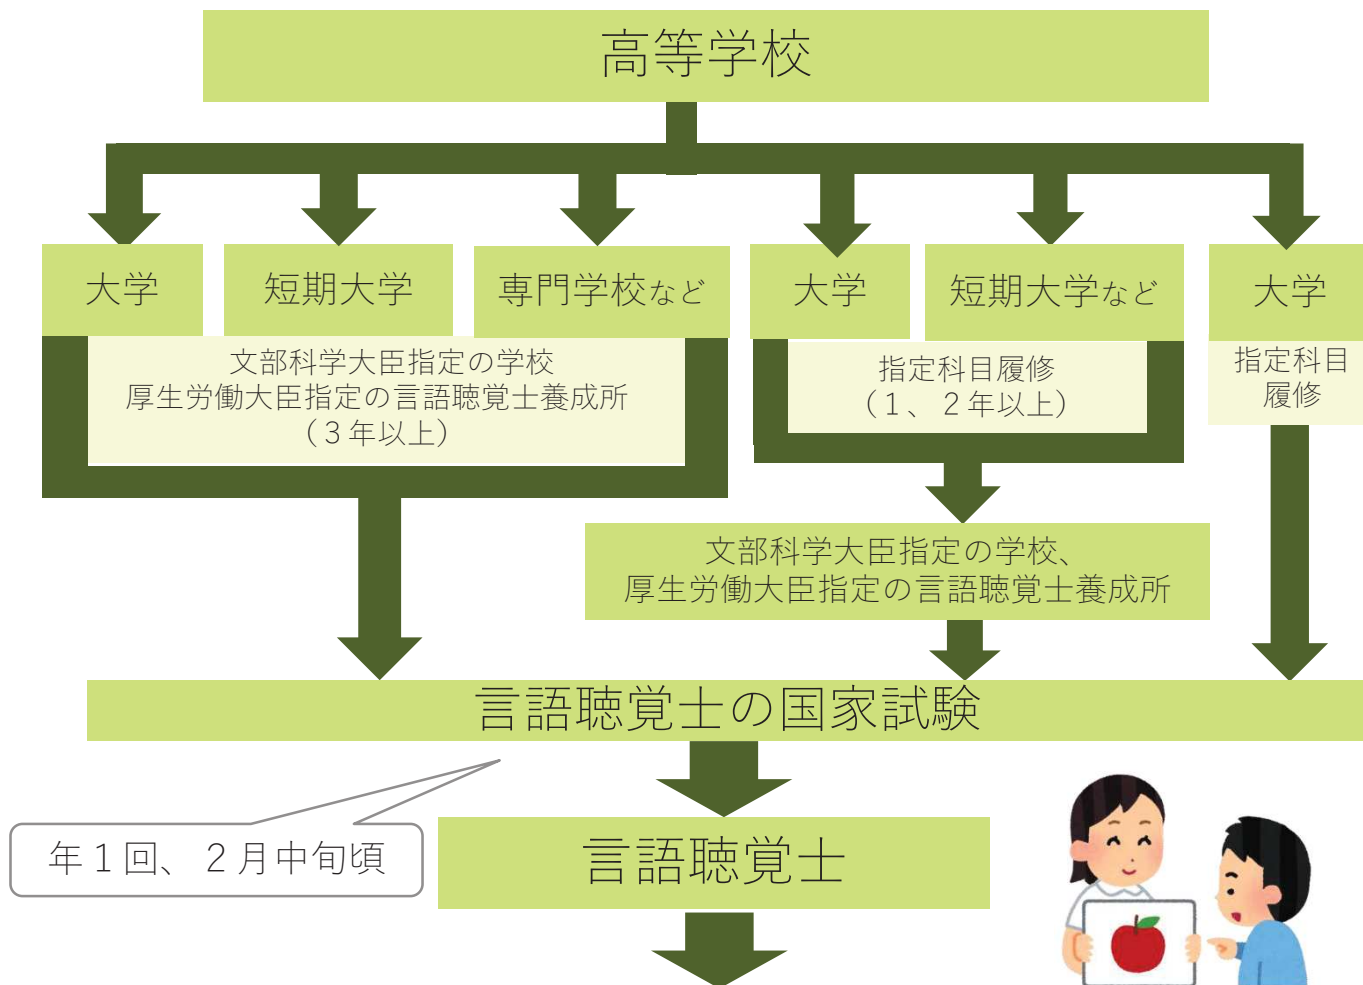 高等学校
大学
短期大学
専門学校など
大学
短期大学など
大学
文部科学大臣指定の学校
厚生労働大臣指定の言語聴覚士養成所
（３年以上）
指定科目履修
（１、２年以上）
指定科目
履修
文部科学大臣指定の学校、
厚生労働大臣指定の言語聴覚士養成所
言語聴覚士の国家試験
年１回、２月中旬頃
言語聴覚士